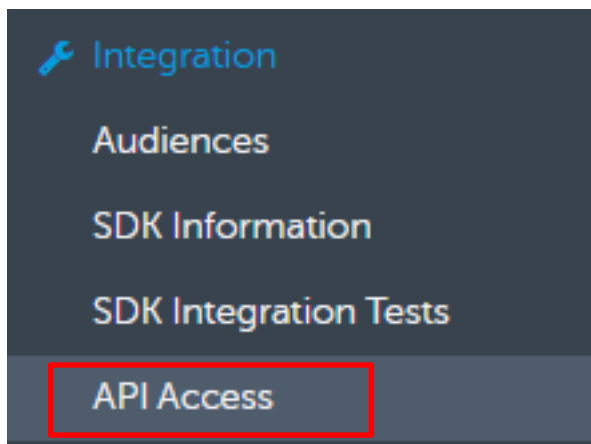 Integration
Audiences
SDK Information
SDK Integration Tests
API Access